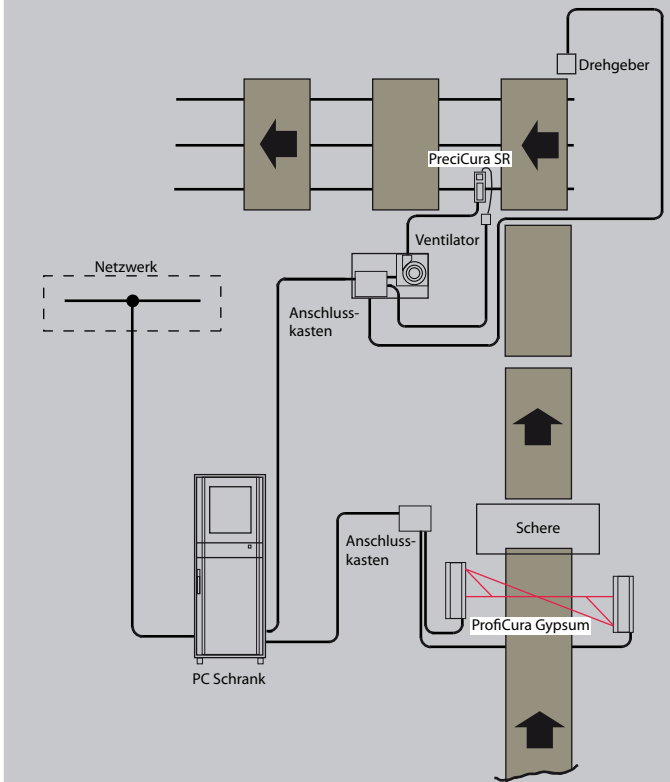 Drehgeber
PreciCura SR
Ventilator
Netzwerk
Anschluss-
kasten
Schere
Anschluss-
kasten
ProfiCura Gypsum
PC Schrank